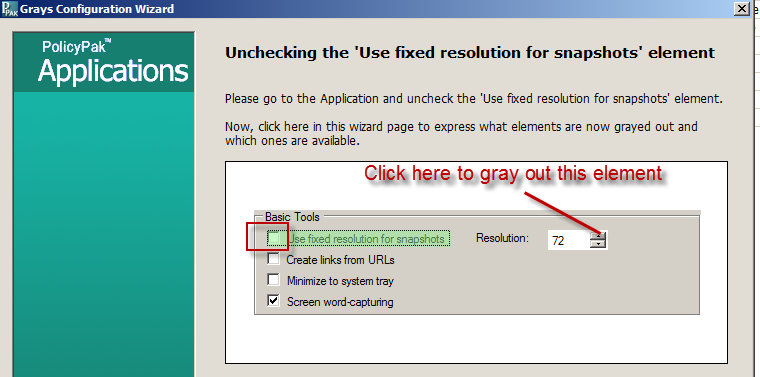 PPAK Grays Configuration Wizard
PolicyPak™
Applications
Unchecking the 'Use fixed resolution for snapshots' element
Please go to the Application and uncheck the 'Use fixed resolution for snapshots' element.
Now, click here in this wizard page to express what elements are now grayed out and
which ones are available.
Click here to gray out this element
Basic Tools
Use fixed resolution for snapshots Resolution: 72
Create links from URLs
Minimize to system tray
Screen word-capturing